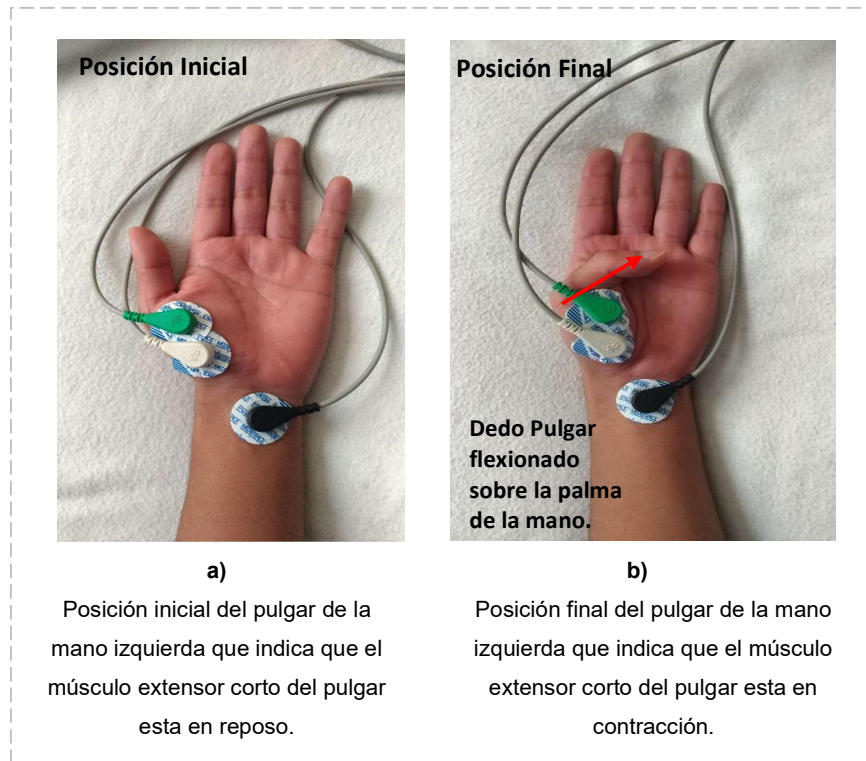 Posición Inicial
Posición Final
Dedo Pulgar
flexionado
sobre la palma
de la mano.
a)
Posición inicial del pulgar de la
mano izquierda que indica que el
músculo extensor corto del pulgar
esta en reposo.
b)
Posición final del pulgar de la mano
izquierda que indica que el músculo
extensor corto del pulgar esta en
contracción.